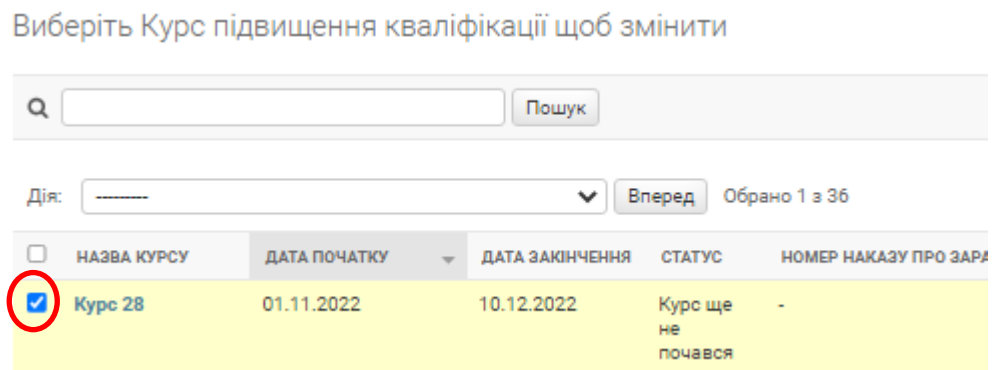 Виберіть Курс підвищення кваліфікації щоб змінити
Пошук
Дія: --------- Вперед Обрано 1 з 36
НАЗВА КУРСУ ДАТА ПОЧАТКУ ДАТА ЗАКІНЧЕННЯ СТАТУС НОМЕР НАКАЗУ ПРО ЗАРА
Курс 28 01.11.2022 10.12.2022 Курс ще -
не
почався